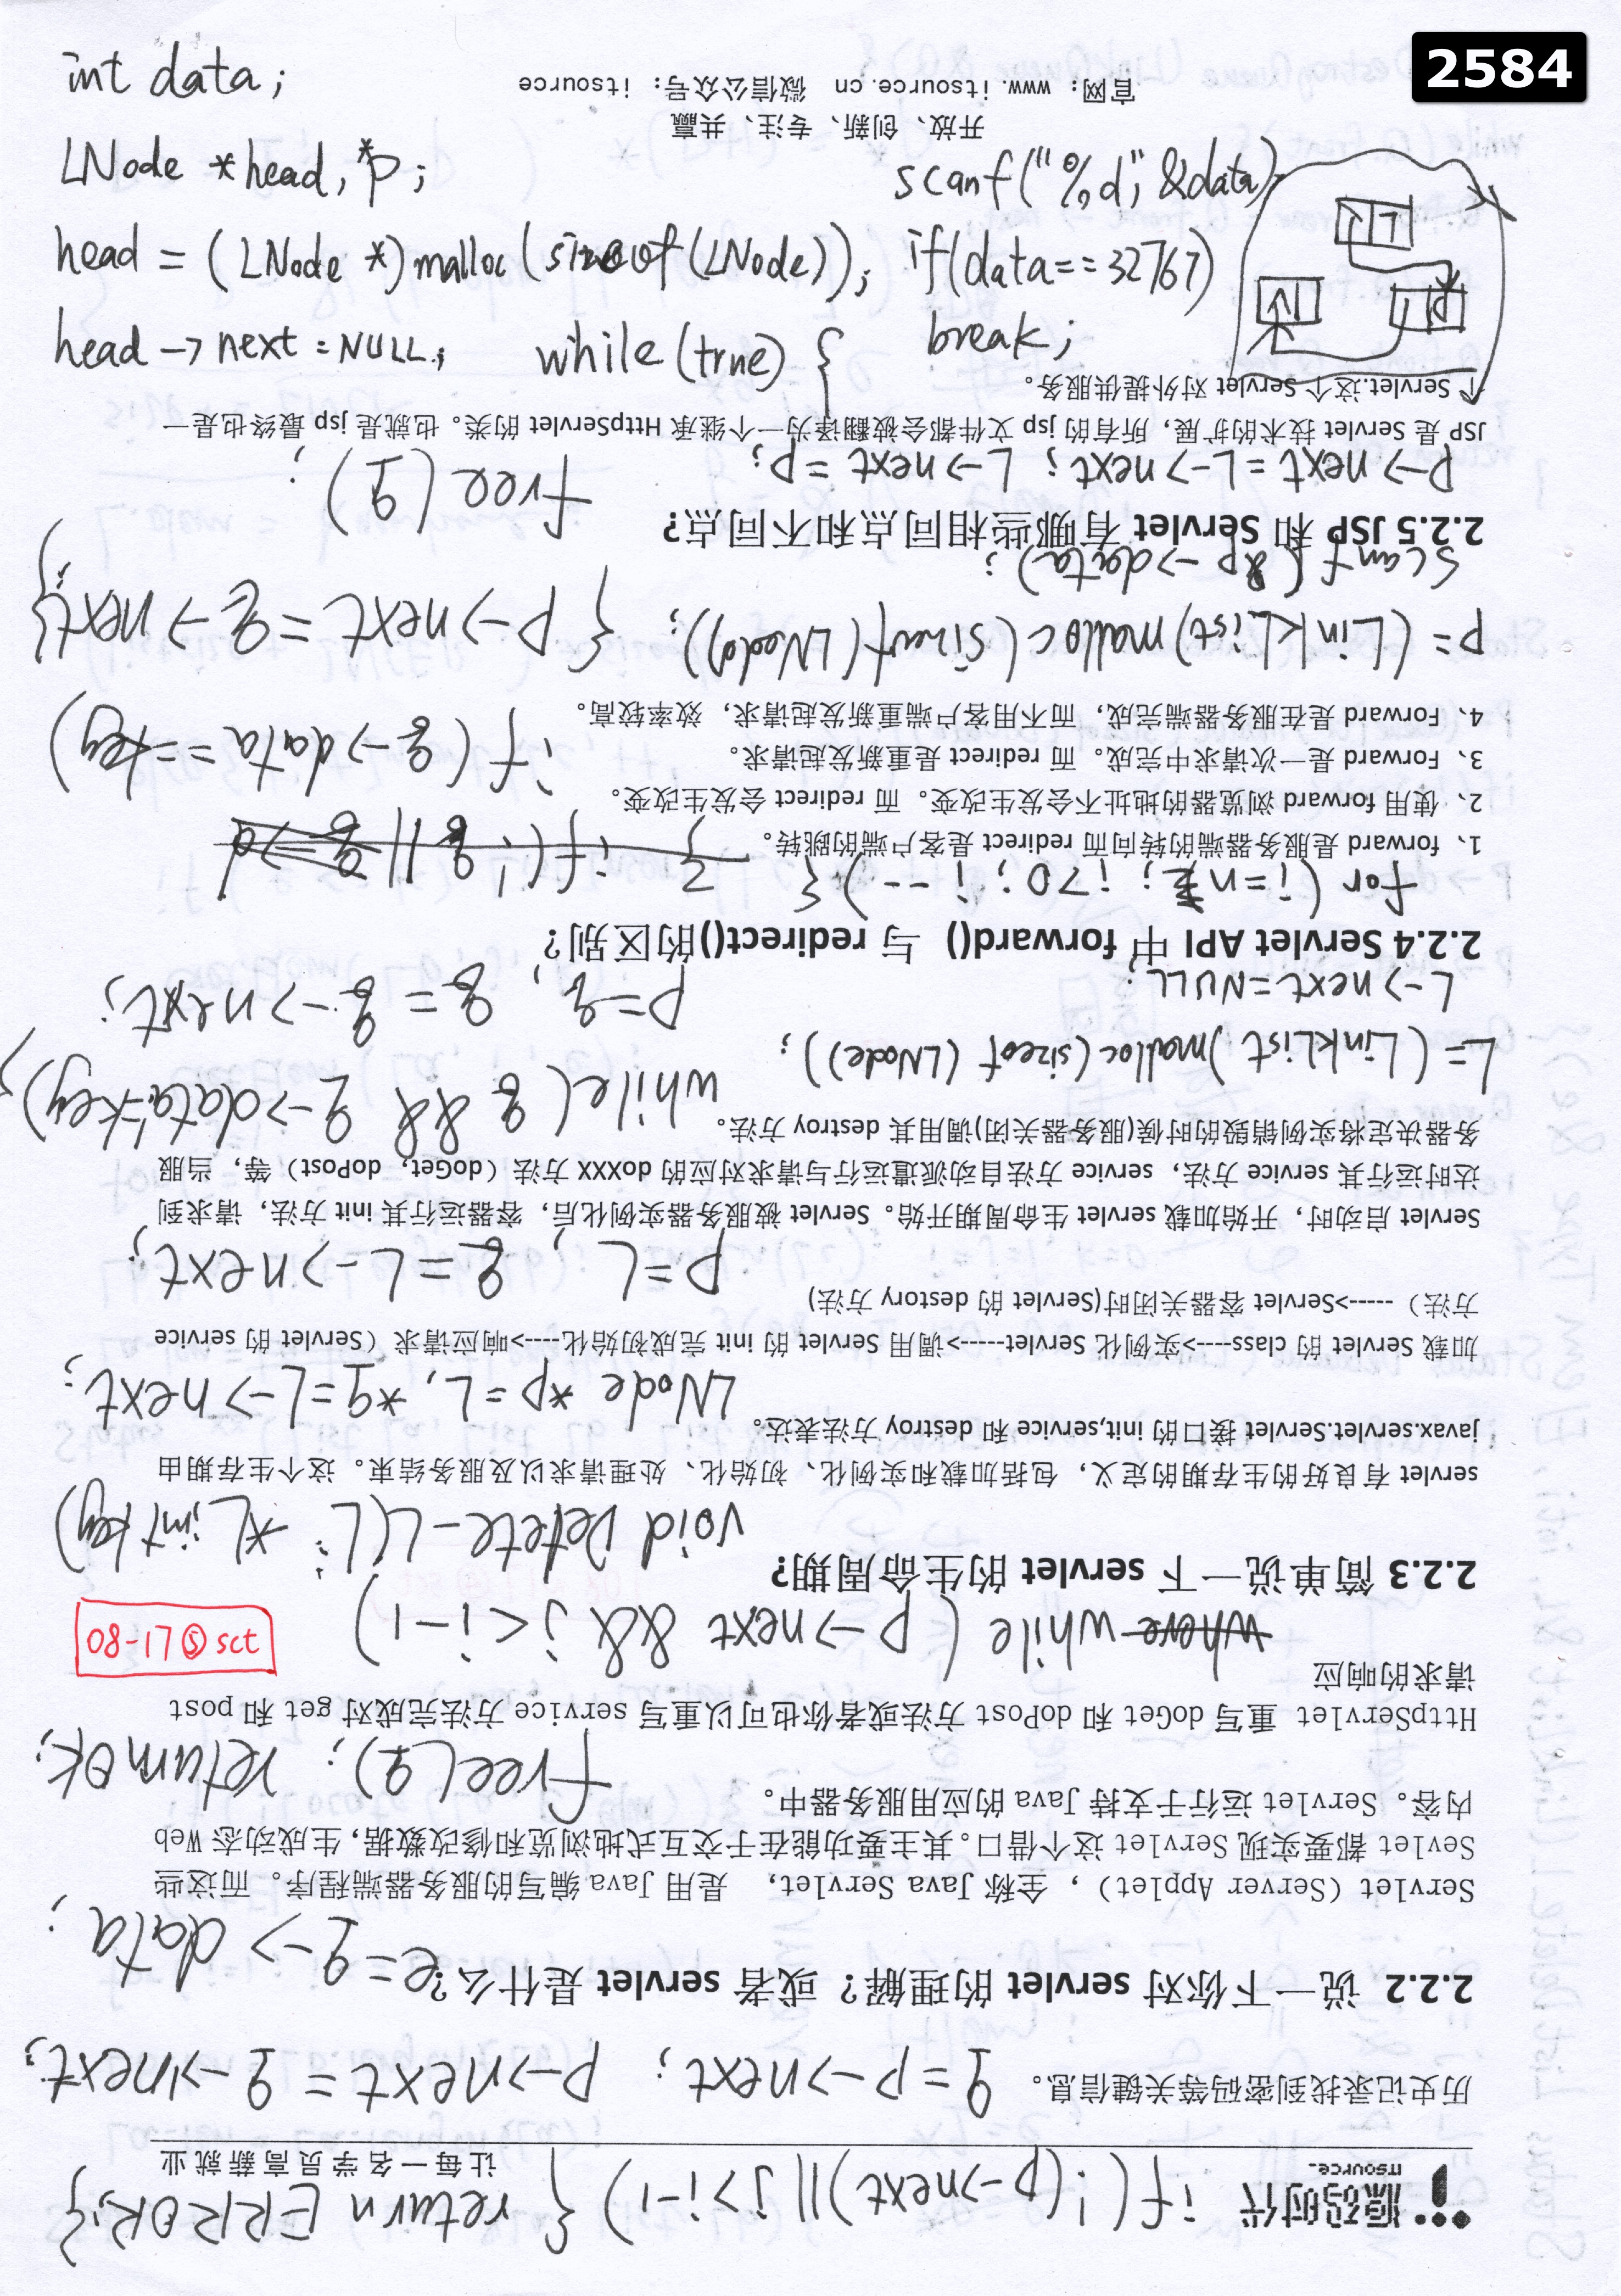 2584
int data;
LNode *head, *p;
head = (LNode *)malloc(sizeof(LNode));
head -> next = NULL;
while (true) {
scanf("%d", &data);
if(data==32767)
break;
08-17⑤ sct
源码时代
ITSOURCE
让每一名学员高薪就业
if (!(p->next) || j>i-1) { return ERROR;}
历史记录找到密码等关键信息。
q=p->next; p->next = q->next;
2.2.2 说一下你对 servlet 的理解? 或者 servlet 是什么?
e=q->data;
Servlet (Server Applet) , 全称 Java Servlet, 是用 Java 编写的服务器端程序。而这些
Sevlet 都要实现 Servlet 这个借口。其主要功能在于交互式地浏览和修改数据,生成动态 Web
内容。Servlet 运行于支持 Java 的应用服务器中。
free(q); return OK;
HttpServlet 重写 doGet 和 doPost 方法或者你也可以重写 service 方法完成对 get 和 post
请求的响应
where while ( p->next && j<i-1)
2.2.3 简单说一下 servlet 的生命周期?
void Delete-L(L *L, int key)
servlet 有良好的生存期的定义, 包括加载和实例化、初始化、处理请求以及服务结束。这个生存期由
javax.servlet.Servlet 接口的 init,service 和 destroy 方法表达。
LNode *p=L, *q=L->next;
加载 Servlet 的 class---->实例化 Servlet----->调用 Servlet 的 init 完成初始化---->响应请求 (Servlet 的 service
方法) ----->Servlet 容器关闭时(Servlet 的 destory 方法)
p=L; q=L->next;
Servlet 启动时, 开始加载 servlet 生命周期开始。Servlet 被服务器实例化后, 容器运行其 init 方法, 请求到
达时运行其 service 方法, service 方法自动派遣运行与请求对应的 doXXX 方法 (doGet, doPost) 等, 当服
务器决定将实例销毁的时候(服务器关闭)调用其 destroy 方法。
while(q && q->data!=key)
{
L=(LinkList)malloc(sizeof(LNode));
L->next=NULL;
p=q; q=q->next;
2.2.4 Servlet API 中 forward() 与 redirect()的区别?
for (i=n; i>0; i--) {
1、forward 是服务器端的转向而 redirect 是客户端的跳转。
2、使用 forward 浏览器的地址不会发生改变。而 redirect 会发生改变。
3、Forward 是一次请求中完成。而 redirect 是重新发起请求。
4、Forward 是在服务器端完成, 而不用客户端重新发起请求, 效率较高。
if (q->data==key)
p=(LinkList)malloc(sizeof(LNode));
scanf(&p->data);
{ p->next = q->next;
2.2.5 JSP 和 Servlet 有哪些相同点和不同点?
free(q);
p->next=L->next; L->next=p;
JSP 是 Servlet 技术的扩展, 所有的 jsp 文件都会被翻译为一个继承 HttpServlet 的类。也就是 jsp 最终也是一
个 Servlet.这个 Servlet 对外提供服务。
开放、创新、专注、共赢
官网: www.itsource.cn 微信公众号: itsource